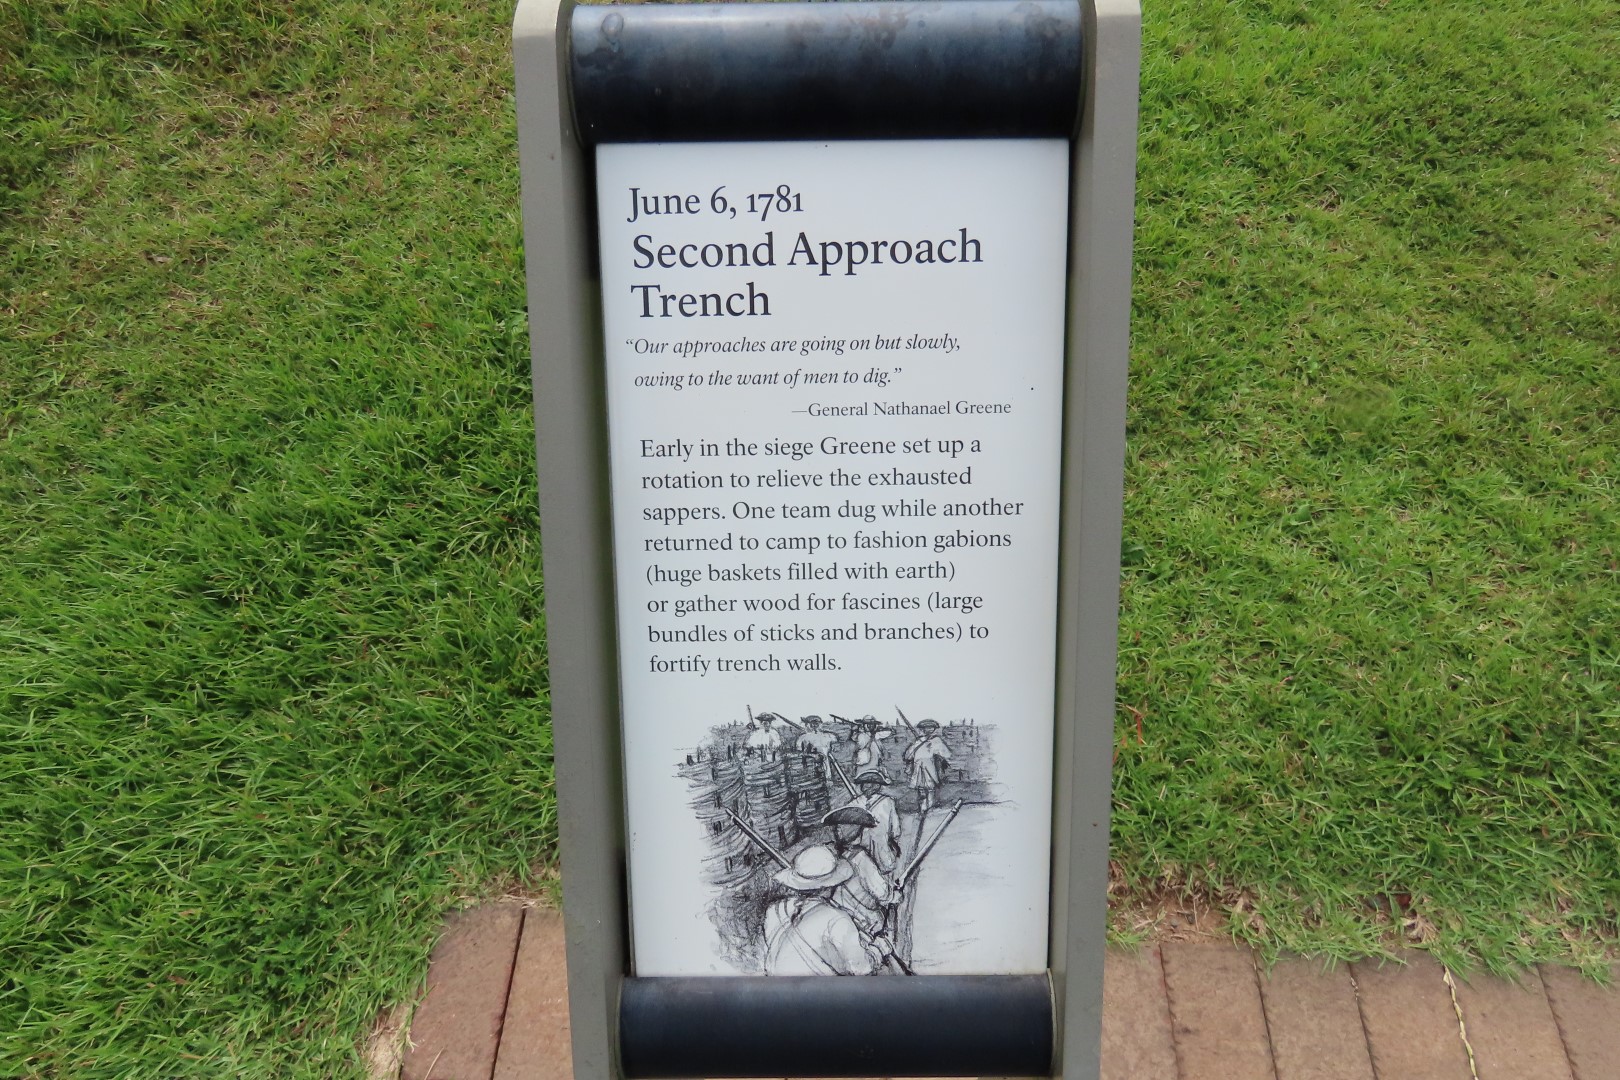 June 6, 1781
Second Approach
Trench
“Our approaches are going on but slowly,
owing to the want of men to dig.”
—General Nathanael Greene
Early in the siege Greene set up a
rotation to relieve the exhausted
sappers. One team dug while another
returned to camp to fashion gabions
(huge baskets filled with earth)
or gather wood for fascines (large
bundles of sticks and branches) to
fortify trench walls.